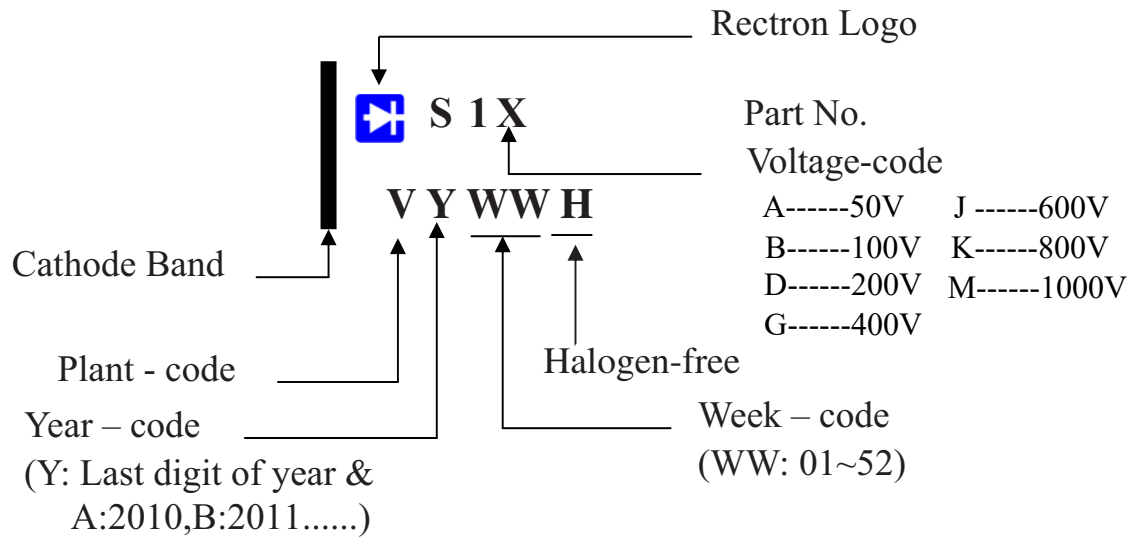 Rectron Logo
S 1 X
Part No.
Voltage-code
V Y WW H
A------50V J ------600V
B------100V K------800V
D------200V M------1000V
G------400V
Cathode Band
Plant - code
Halogen-free
Year – code
(Y: Last digit of year &
A:2010,B:2011......)
Week – code
(WW: 01~52)